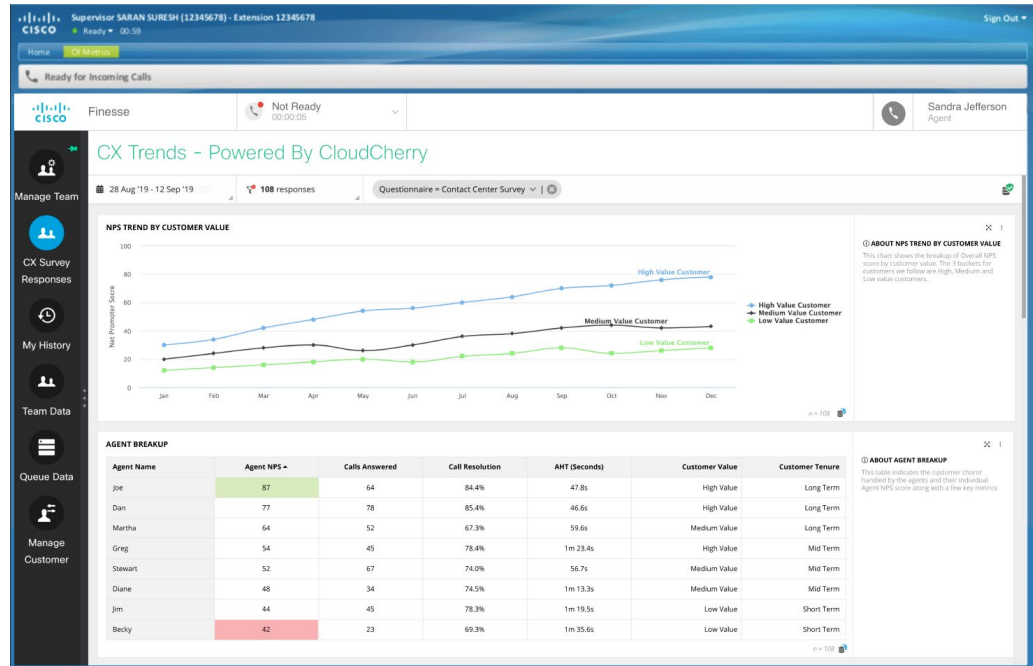 Supervisor SARAN SURESH (12345678) - Extension 12345678
Sign Out
CISCO
Ready 00:59
Home CX Metrics
Ready for Incoming Calls
CISCO
Finesse
Not Ready
00:00:05
Sandra Jefferson
Agent
Manage Team
CX Survey
Responses
My History
Team Data
Queue Data
Manage
Customer
CX Trends - Powered By CloudCherry
28 Aug '19 - 12 Sep '19
108 responses
Questionnaire = Contact Center Survey
NPS TREND BY CUSTOMER VALUE
100
80
60
40
20
0
Net Promoter Socre
Jan Feb Mar Apr May Jun Jul Aug Sep Oct Nov Dec
High Value Customer
Medium Value Customer
Low Value Customer
High Value Customer
Medium Value Customer
Low Value Customer
n = 108
ABOUT NPS TREND BY CUSTOMER VALUE
This chart shows the breakup of Overall NPS
score by customer value. The 3 buckets for
customers we follow are High, Medium and
Low value customers.
AGENT BREAKUP
Agent Name Agent NPS Calls Answered Call Resolution AHT (Seconds) Customer Value Customer Tenure
Joe 87 64 84.4% 47.8s High Value Long Term
Dan 77 78 85.4% 46.6s High Value Long Term
Martha 64 52 67.3% 59.6s Medium Value Long Term
Greg 54 45 78.4% 1m 23.4s High Value Mid Term
Stewart 52 67 74.0% 56.7s Medium Value Mid Term
Diane 48 34 74.5% 1m 13.3s Medium Value Mid Term
Jim 44 45 78.3% 1m 19.5s Low Value Short Term
Becky 42 23 69.3% 1m 35.6s Low Value Short Term
n = 108
ABOUT AGENT BREAKUP
This table indicates the customer chorot
handled by the agents and their individual
Agent NPS score along with a few key metrics